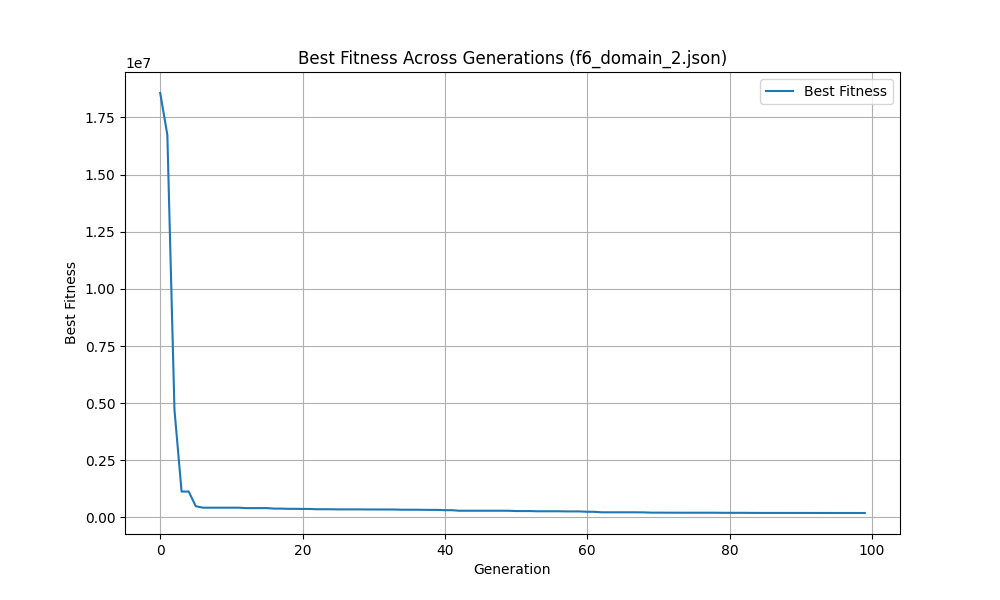 Best Fitness Across Generations (f6_domain_2.json)
1e7
Best Fitness
1.75
1.50
1.25
1.00
0.75
0.50
0.25
0.00
Best Fitness
0 20 40 60 80 100
Generation